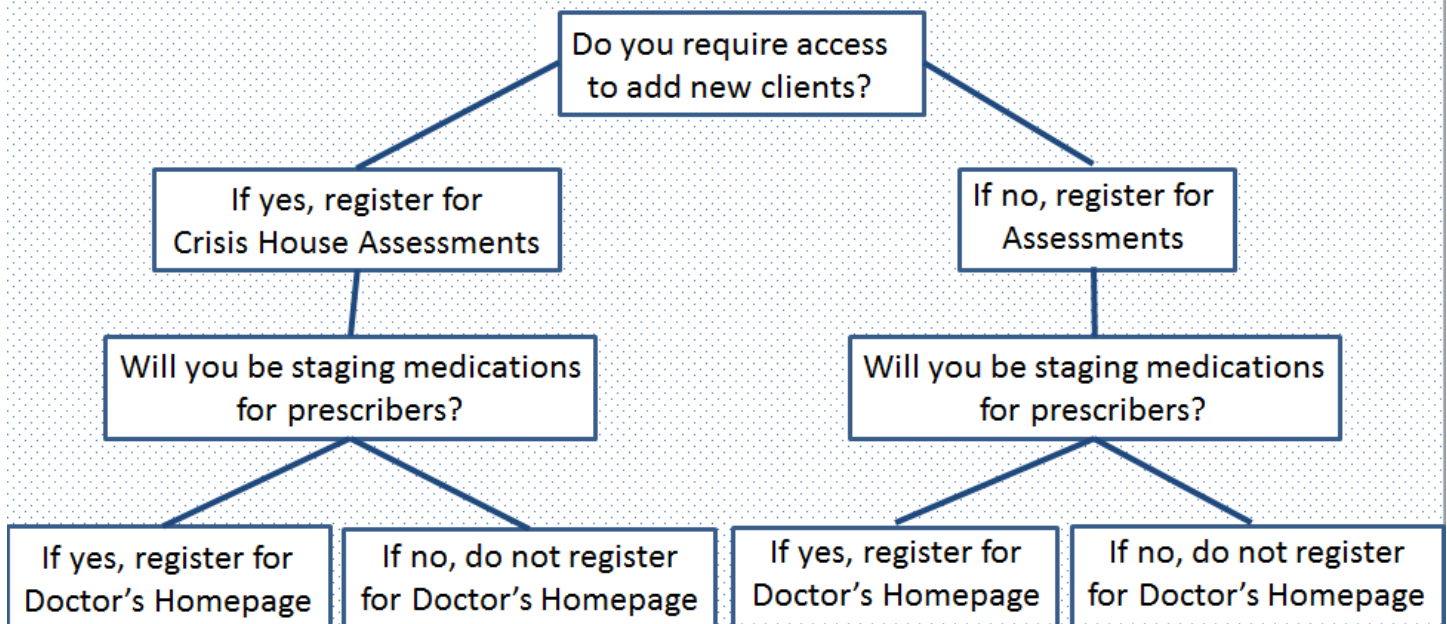 Do you require access
to add new clients?
If yes, register for
Crisis House Assessments
If no, register for
Assessments
Will you be staging medications
for prescribers?
Will you be staging medications
for prescribers?
If yes, register for
Doctor’s Homepage
If no, do not register
for Doctor’s Homepage
If yes, register for
Doctor’s Homepage
If no, do not register
for Doctor’s Homepage